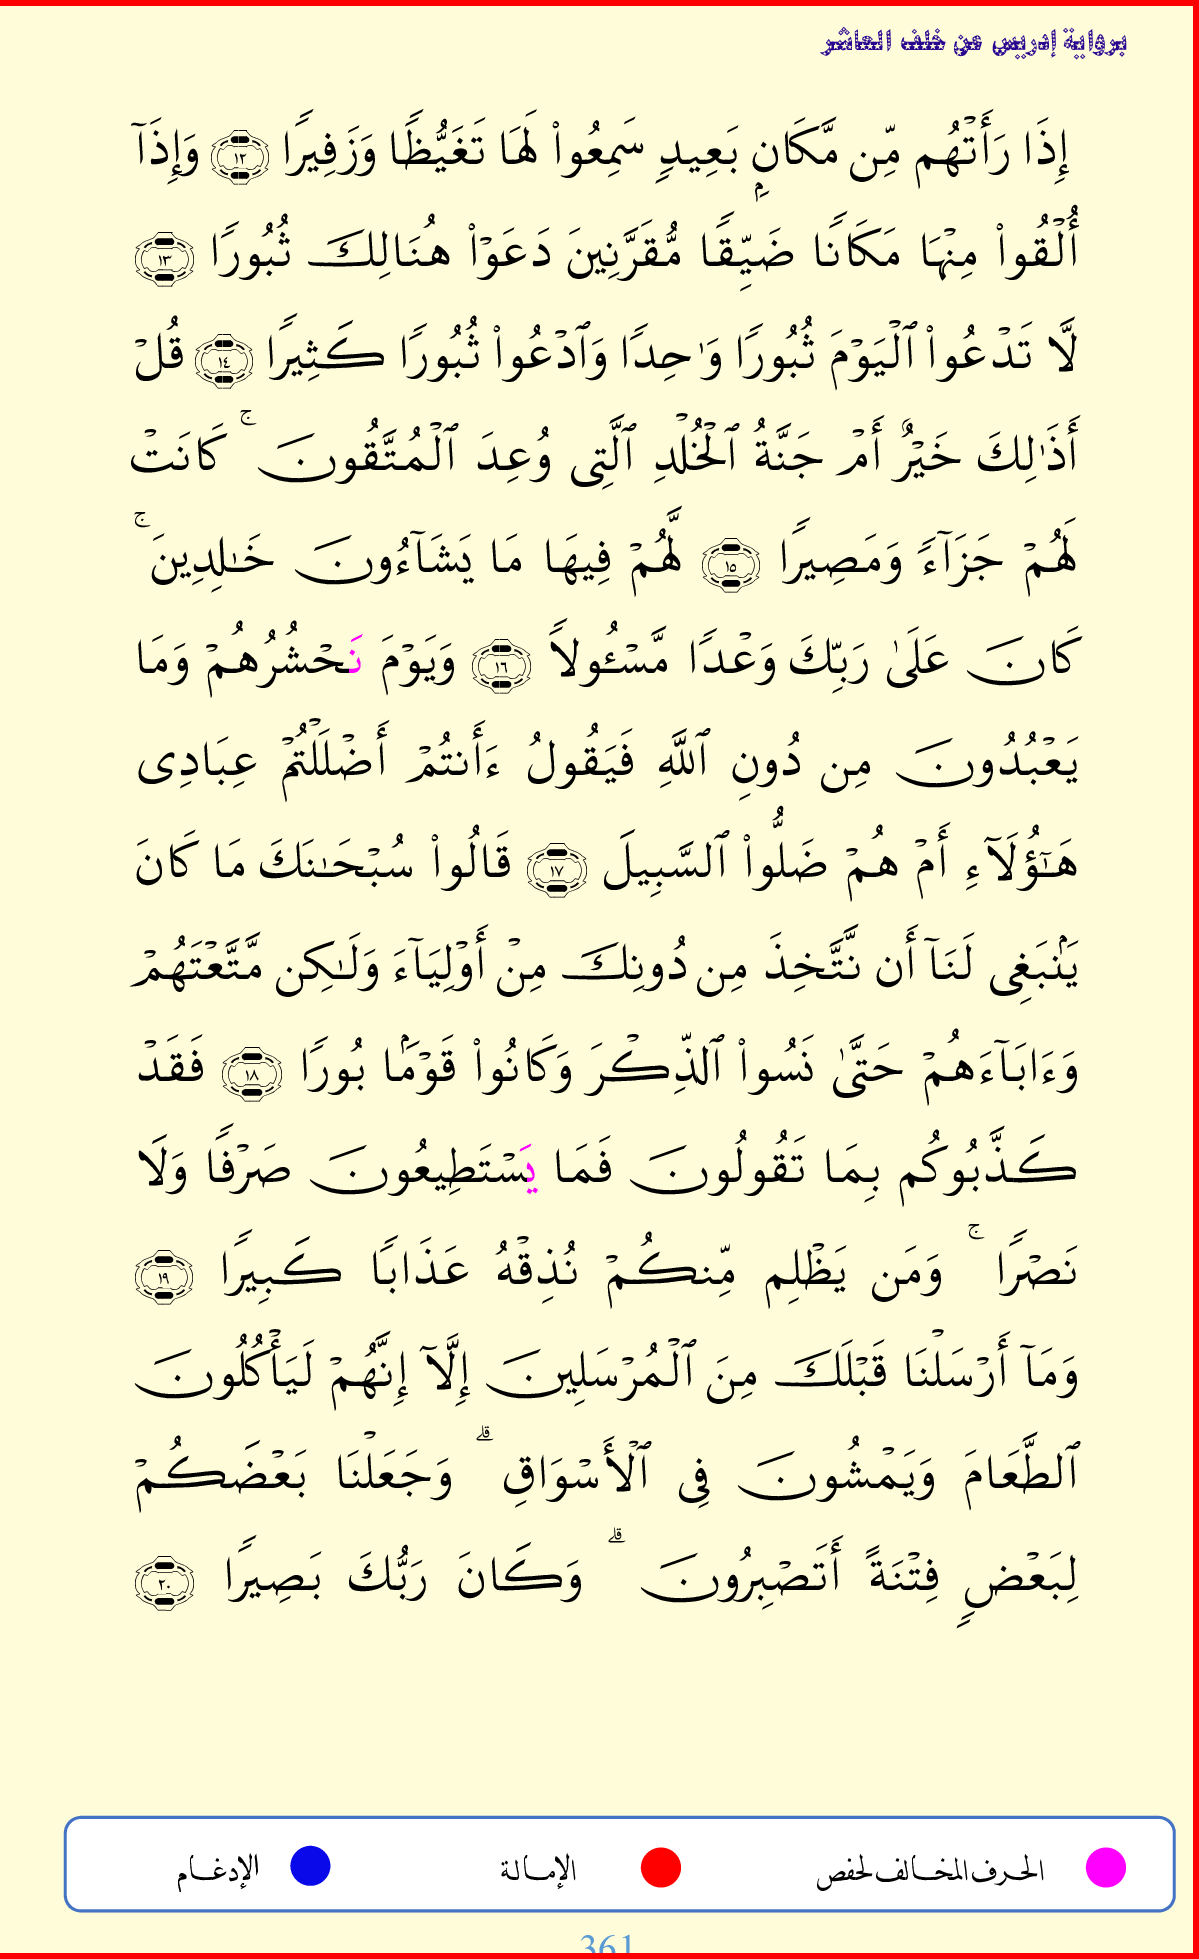 برواية إدريس عن خلف العاشر
إِذَا رَأَتْهُم مِّن مَّكَانِۭ بَعِيدٍ سَمِعُوا۟ لَهَا تَغَيُّظًا وَزَفِيرًا ١٢ وَإِذَآ
أُلْقُوا۟ مِنْهَا مَكَانًا ضَيِّقًا مُّقَرَّنِينَ دَعَوْا۟ هُنَالِكَ ثُبُورًا ١٣
لَّا تَدْعُوا۟ ٱلْيَوْمَ ثُبُورًا وَٰحِدًا وَٱدْعُوا۟ ثُبُورًا كَثِيرًا ١٤ قُلْ
أَذَٰلِكَ خَيْرٌ أَمْ جَنَّةُ ٱلْخُلْدِ ٱلَّتِى وُعِدَ ٱلْمُتَّقُونَ ۚ كَانَتْ
لَهُمْ جَزَآءً وَمَصِيرًا ١٥ لَّهُمْ فِيهَا مَا يَشَآءُونَ خَٰلِدِينَ ۚ
كَانَ عَلَىٰ رَبِّكَ وَعْدًا مَّسْـُٔولًا ١٦ وَيَوْمَ نَحْشُرُهُمْ وَمَا
يَعْبُدُونَ مِن دُونِ ٱللَّهِ فَيَقُولُ ءَأَنتُمْ أَضْلَلْتُمْ عِبَادِى
هَٰٓؤُلَآءِ أَمْ هُمْ ضَلُّوا۟ ٱلسَّبِيلَ ١٧ قَالُوا۟ سُبْحَٰنَكَ مَا كَانَ
يَنۢبَغِى لَنَآ أَن نَّتَّخِذَ مِن دُونِكَ مِنْ أَوْلِيَآءَ وَلَٰكِن مَّتَّعْتَهُمْ
وَءَابَآءَهُمْ حَتَّىٰ نَسُوا۟ ٱلذِّكْرَ وَكَانُوا۟ قَوْمَۢا بُورًا ١٨ فَقَدْ
كَذَّبُوكُم بِمَا تَقُولُونَ فَمَا يَسْتَطِيعُونَ صَرْفًا وَلَا
نَصْرًا ۚ وَمَن يَظْلِم مِّنكُمْ نُذِقْهُ عَذَابًا كَبِيرًا ١٩
وَمَآ أَرْسَلْنَا قَبْلَكَ مِنَ ٱلْمُرْسَلِينَ إِلَّآ إِنَّهُمْ لَيَأْكُلُونَ
ٱلطَّعَامَ وَيَمْشُونَ فِى ٱلْأَسْوَاقِ ۗ وَجَعَلْنَا بَعْضَكُمْ
لِبَعْضٍ فِتْنَةً أَتَصْبِرُونَ ۗ وَكَانَ رَبُّكَ بَصِيرًا ٢٠
الحرف المخالف لحفص الإمالة الإدغام
361